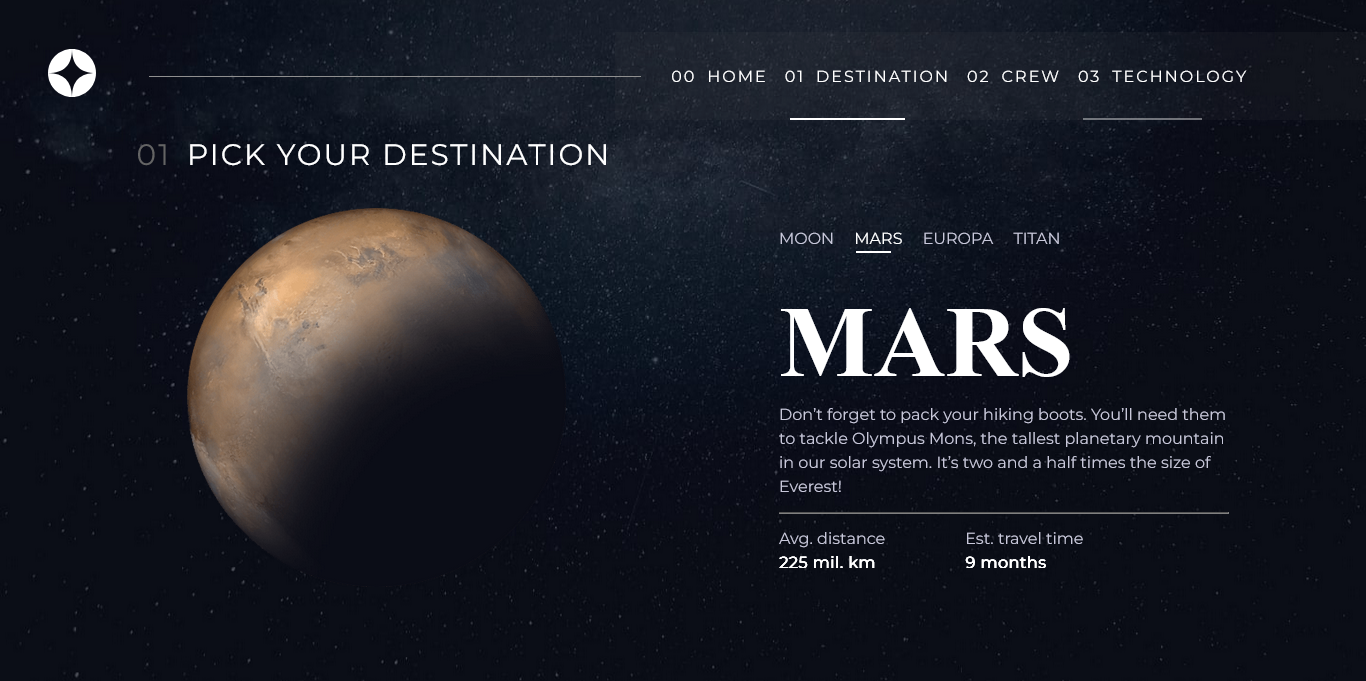 00 HOME 01 DESTINATION 02 CREW 03 TECHNOLOGY
01 PICK YOUR DESTINATION
MOON MARS EUROPA TITAN
MARS
Don’t forget to pack your hiking boots. You’ll need them
to tackle Olympus Mons, the tallest planetary mountain
in our solar system. It’s two and a half times the size of
Everest!
Avg. distance Est. travel time
225 mil. km 9 months